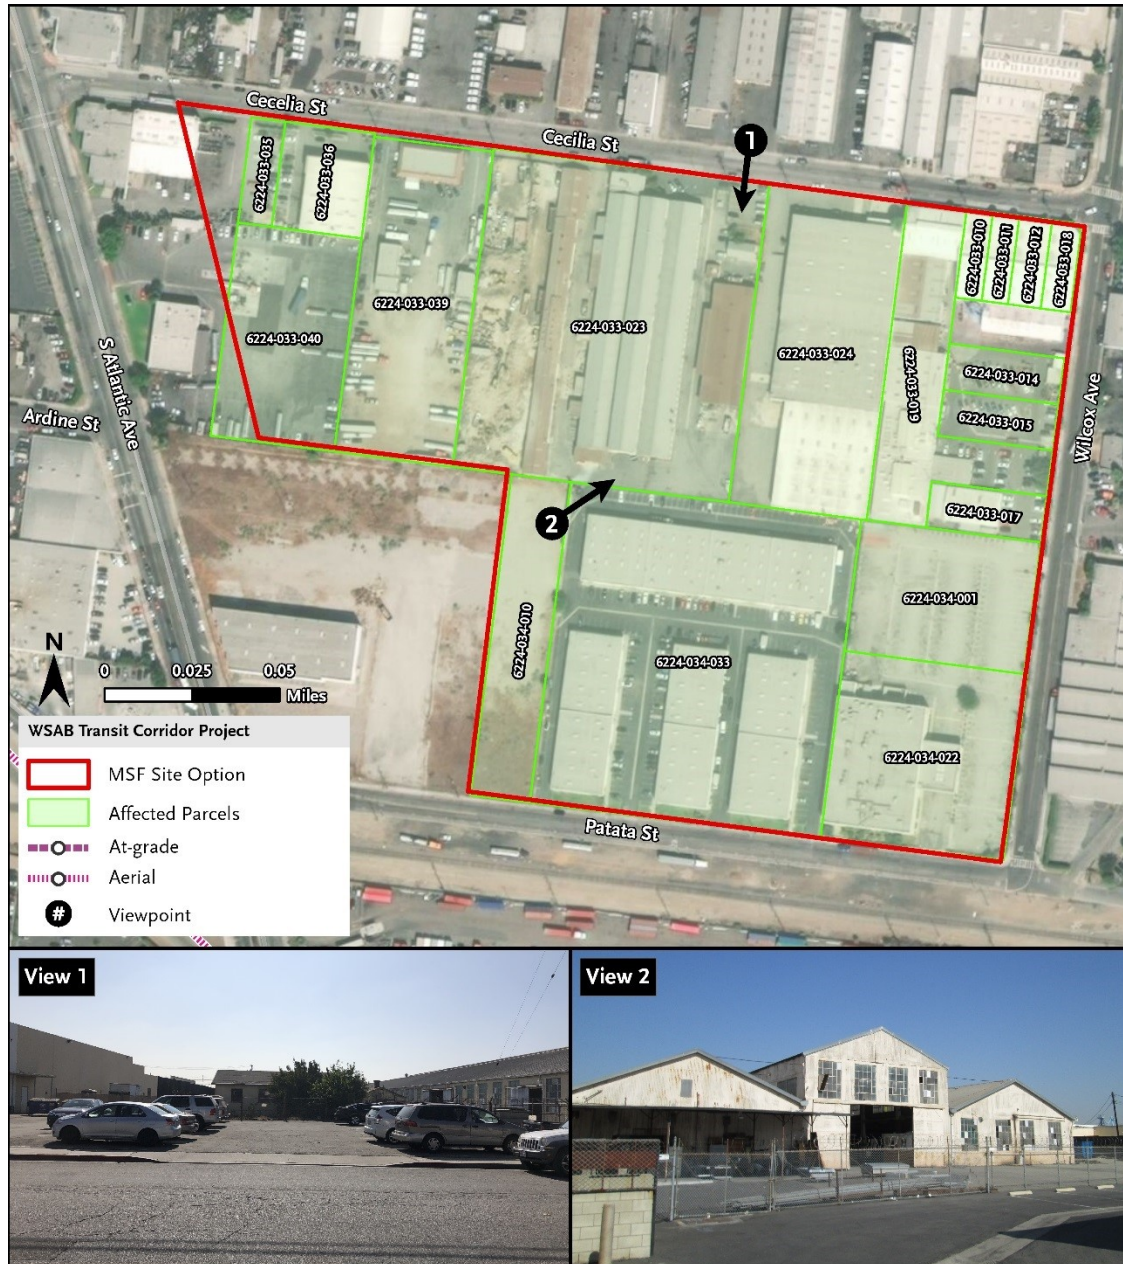 Cecelia St
Cecilia St
1
6224-033-035
6224-033-036
6224-033-010
6224-033-011
6224-033-012
6224-033-018
6224-033-039
6224-033-023
6224-033-040
6224-033-024
6224-033-019
6224-033-014
6224-033-015
S Atlantic Ave
Ardine St
Wilcox Ave
2
6224-033-017
6224-034-010
6224-034-001
6224-034-033
6224-034-022
Patata St
N
0 0.025 0.05
Miles
WSAB Transit Corridor Project
MSF Site Option
Affected Parcels
At-grade
Aerial
# Viewpoint
View 1
View 2